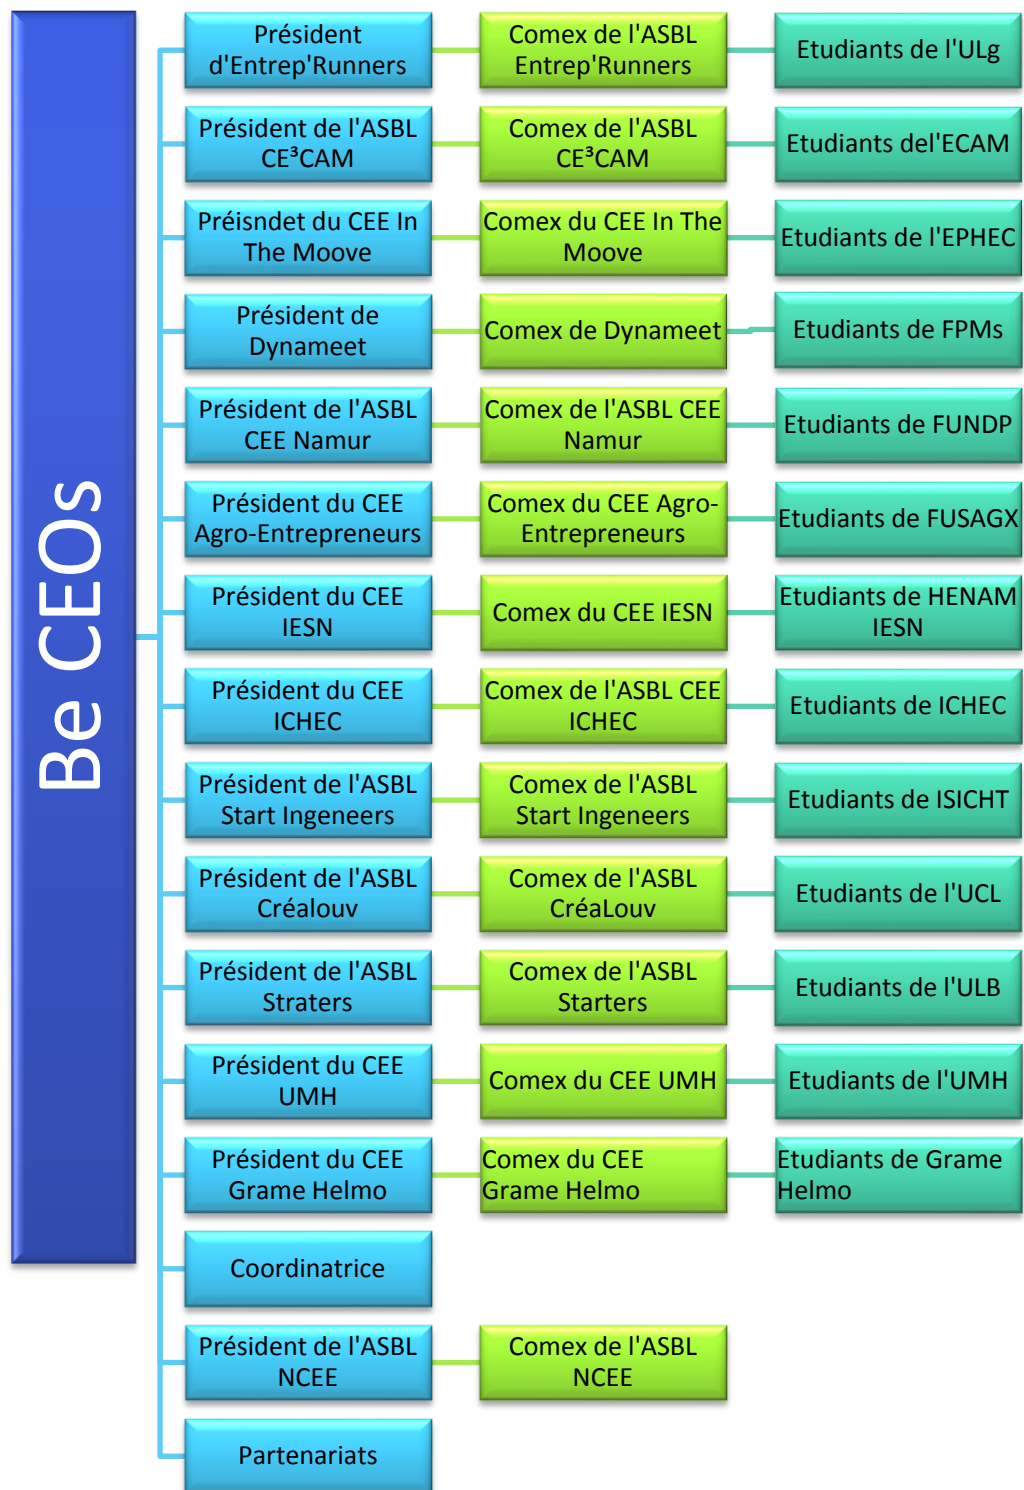 Be CEOs
Président
d'Entrep'Runners
Comex de l'ASBL
Entrep'Runners
Etudiants de l'ULg
Président de l'ASBL
CE³CAM
Comex de l'ASBL
CE³CAM
Etudiants del'ECAM
Préisndet du CEE In
The Moove
Comex du CEE In The
Moove
Etudiants de l'EPHEC
Président de
Dynameet
Comex de Dynameet
Etudiants de FPMs
Président de l'ASBL
CEE Namur
Comex de l'ASBL CEE
Namur
Etudiants de FUNDP
Président du CEE
Agro-Entrepreneurs
Comex du CEE Agro-
Entrepreneurs
Etudiants de FUSAGX
Président du CEE
IESN
Comex du CEE IESN
Etudiants de HENAM
IESN
Président du CEE
ICHEC
Comex de l'ASBL CEE
ICHEC
Etudiants de ICHEC
Président de l'ASBL
Start Ingeneers
Comex de l'ASBL
Start Ingeneers
Etudiants de ISICHT
Président de l'ASBL
Créalouv
Comex de l'ASBL
CréaLouv
Etudiants de l'UCL
Président de l'ASBL
Straters
Comex de l'ASBL
Starters
Etudiants de l'ULB
Président du CEE
UMH
Comex du CEE UMH
Etudiants de l'UMH
Président du CEE
Grame Helmo
Comex du CEE
Grame Helmo
Etudiants de Grame
Helmo
Coordinatrice
Président de l'ASBL
NCEE
Comex de l'ASBL
NCEE
Partenariats